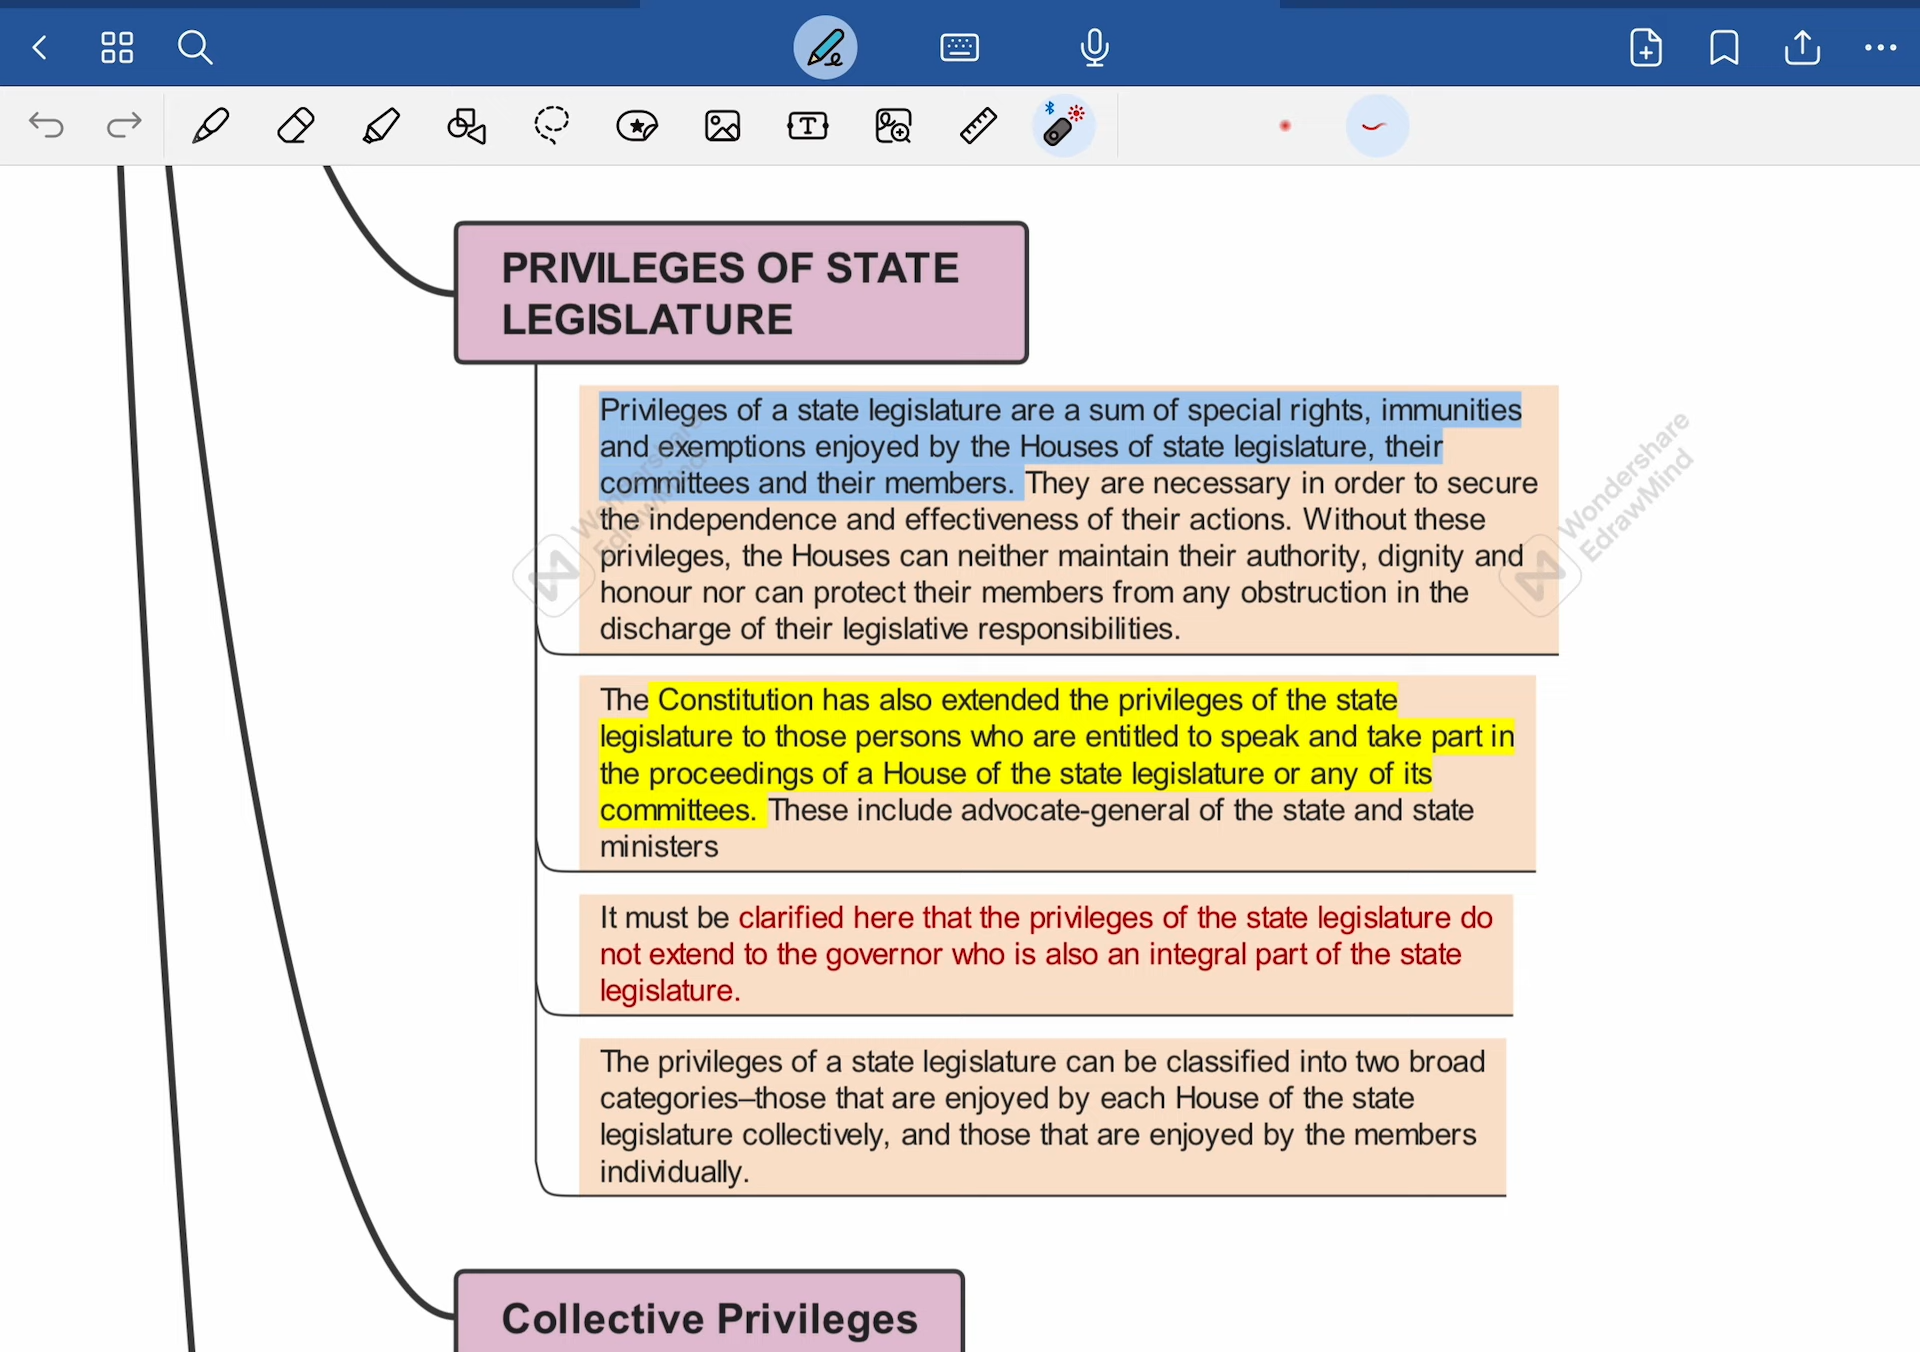 PRIVILEGES OF STATE
LEGISLATURE
Privileges of a state legislature are a sum of special rights, immunities
and exemptions enjoyed by the Houses of state legislature, their
committees and their members. They are necessary in order to secure
the independence and effectiveness of their actions. Without these
privileges, the Houses can neither maintain their authority, dignity and
honour nor can protect their members from any obstruction in the
discharge of their legislative responsibilities.
Wondershare
EdrawMind
Wondershare
EdrawMind
The Constitution has also extended the privileges of the state
legislature to those persons who are entitled to speak and take part in
the proceedings of a House of the state legislature or any of its
committees. These include advocate-general of the state and state
ministers
It must be clarified here that the privileges of the state legislature do
not extend to the governor who is also an integral part of the state
legislature.
The privileges of a state legislature can be classified into two broad
categories–those that are enjoyed by each House of the state
legislature collectively, and those that are enjoyed by the members
individually.
Collective Privileges